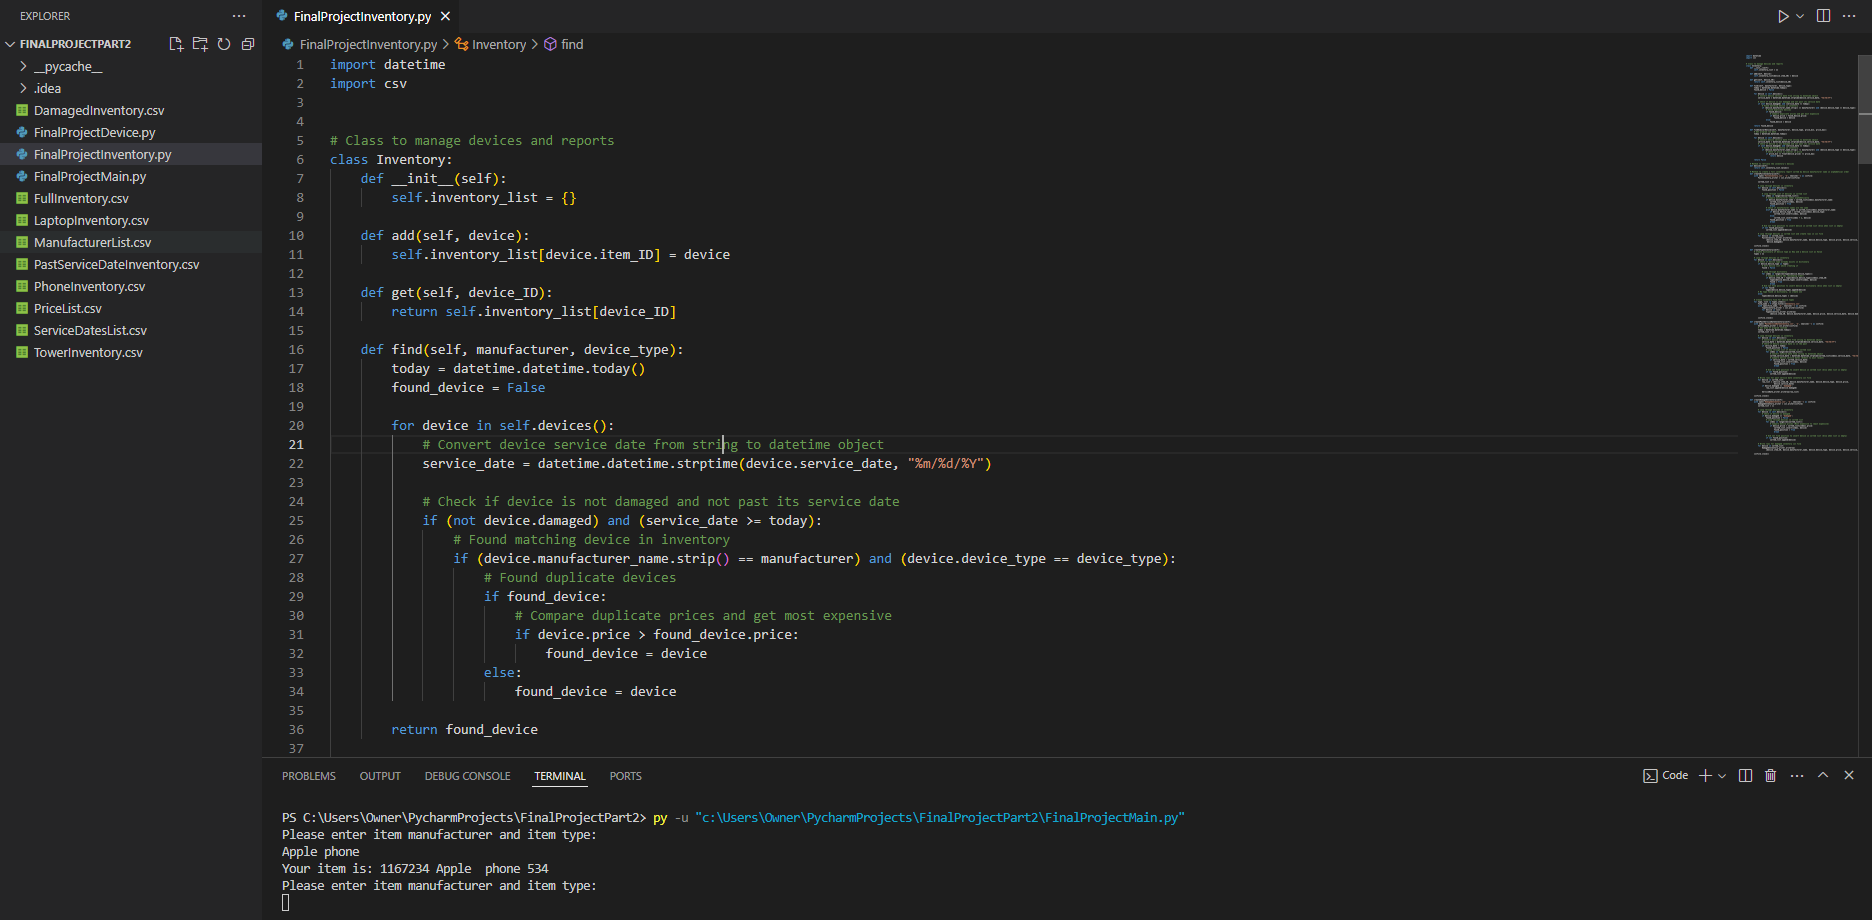 EXPLORER
FINALPROJECTPART2
__pycache__
.idea
DamagedInventory.csv
FinalProjectDevice.py
FinalProjectInventory.py
FinalProjectMain.py
FullInventory.csv
LaptopInventory.csv
ManufacturerList.csv
PastServiceDateInventory.csv
PhoneInventory.csv
PriceList.csv
ServiceDatesList.csv
TowerInventory.csv
FinalProjectInventory.py
FinalProjectInventory.py > Inventory > find
1 import datetime
2 import csv
3
4
5 # Class to manage devices and reports
6 class Inventory:
7     def __init__(self):
8         self.inventory_list = {}
9
10     def add(self, device):
11         self.inventory_list[device.item_ID] = device
12
13     def get(self, device_ID):
14         return self.inventory_list[device_ID]
15
16     def find(self, manufacturer, device_type):
17         today = datetime.datetime.today()
18         found_device = False
19
20         for device in self.devices():
21             # Convert device service date from string to datetime object
22             service_date = datetime.datetime.strptime(device.service_date, "%m/%d/%Y")
23
24             # Check if device is not damaged and not past its service date
25             if (not device.damaged) and (service_date >= today):
26                 # Found matching device in inventory
27                 if (device.manufacturer_name.strip() == manufacturer) and (device.device_type == device_type):
28                     # Found duplicate devices
29                     if found_device:
30                         # Compare duplicate prices and get most expensive
31                         if device.price > found_device.price:
32                             found_device = device
33                     else:
34                         found_device = device
35
36         return found_device
37
PROBLEMS OUTPUT DEBUG CONSOLE TERMINAL PORTS
Code
PS C:\Users\Owner\PycharmProjects\FinalProjectPart2> py -u "c:\Users\Owner\PycharmProjects\FinalProjectPart2\FinalProjectMain.py"
Please enter item manufacturer and item type:
Apple phone
Your item is: 1167234 Apple  phone 534
Please enter item manufacturer and item type: